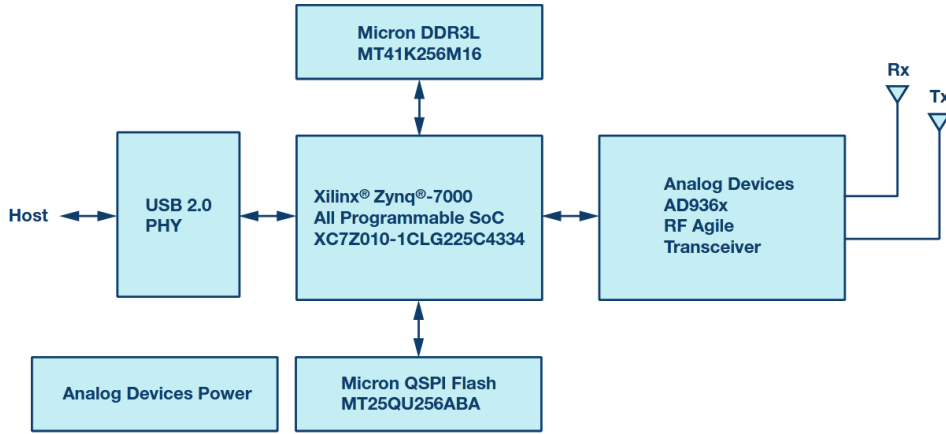 Micron DDR3L
MT41K256M16
Rx
Tx
Host
USB 2.0
PHY
Xilinx® Zynq®-7000
All Programmable SoC
XC7Z010-1CLG225C4334
Analog Devices
AD936x
RF Agile
Transceiver
Analog Devices Power
Micron QSPI Flash
MT25QU256ABA